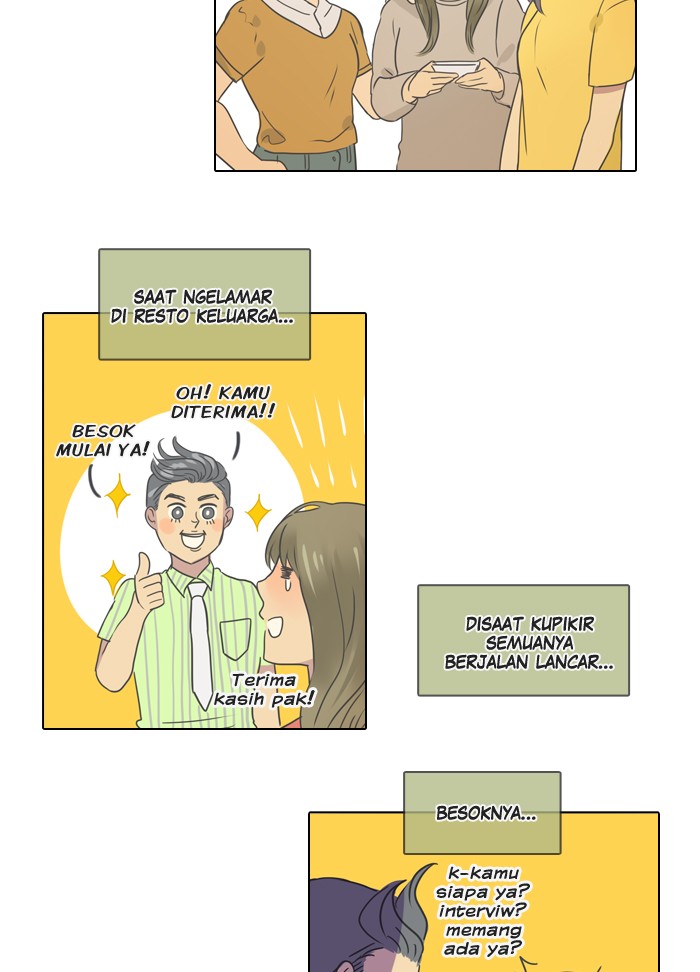 SAAT NGELAMAR
DI RESTO KELUARGA...
OH! KAMU
DITERIMA!!
BESOK
MULAI YA!
Terima
kasih pak!
DISAAT KUPIKIR
SEMUANYA
BERJALAN LANCAR...
BESOKNYA...
k-kamu
siapa ya?
interviw?
memang
ada ya?